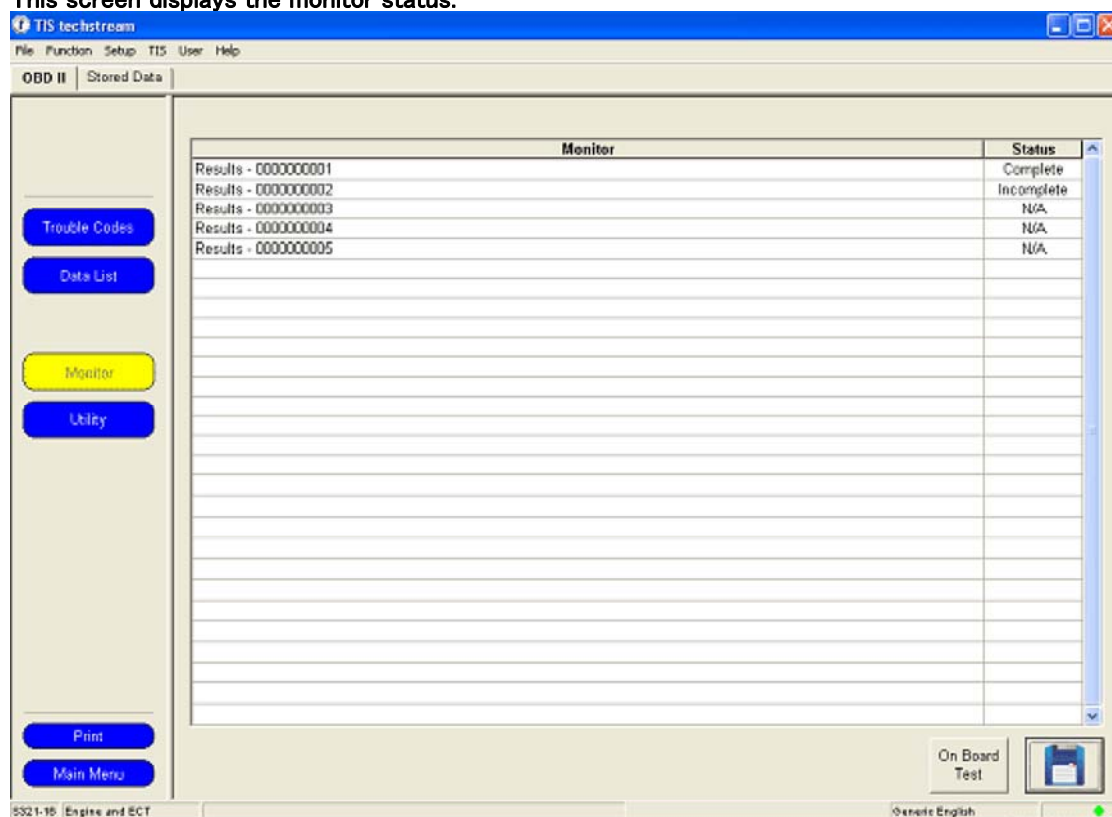 This screen displays the monitor status.
TIS techstream
File Function Setup TIS User Help
OBD II Stored Data
Monitor Status
Results - 0000000001 Complete
Results - 0000000002 Incomplete
Results - 0000000003 N/A
Results - 0000000004 N/A
Results - 0000000005 N/A
Trouble Codes
Data List
Monitor
Utility
Print
Main Menu
On Board
Test
S321-16 Engine and ECT Generic English